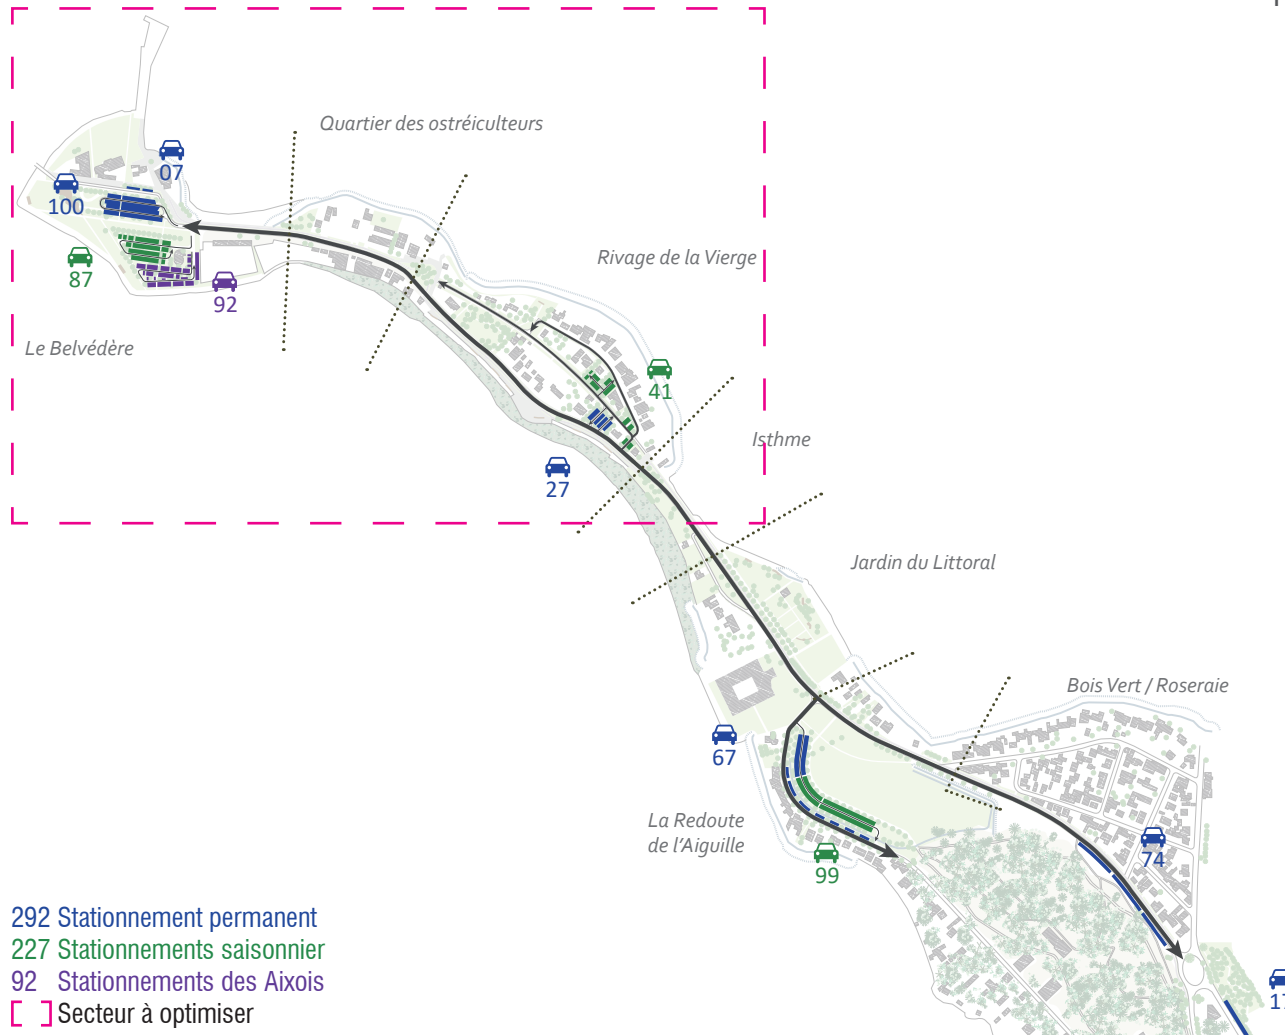 Quartier des ostréiculteurs
07
100
Rivage de la Vierge
87
92
Le Belvédère
41
Isthme
27
Jardin du Littoral
Bois Vert / Roseraie
67
La Redoute
de l'Aiguille
74
99
292 Stationnement permanent
227 Stationnements saisonnier
92 Stationnements des Aixois
Secteur à optimiser